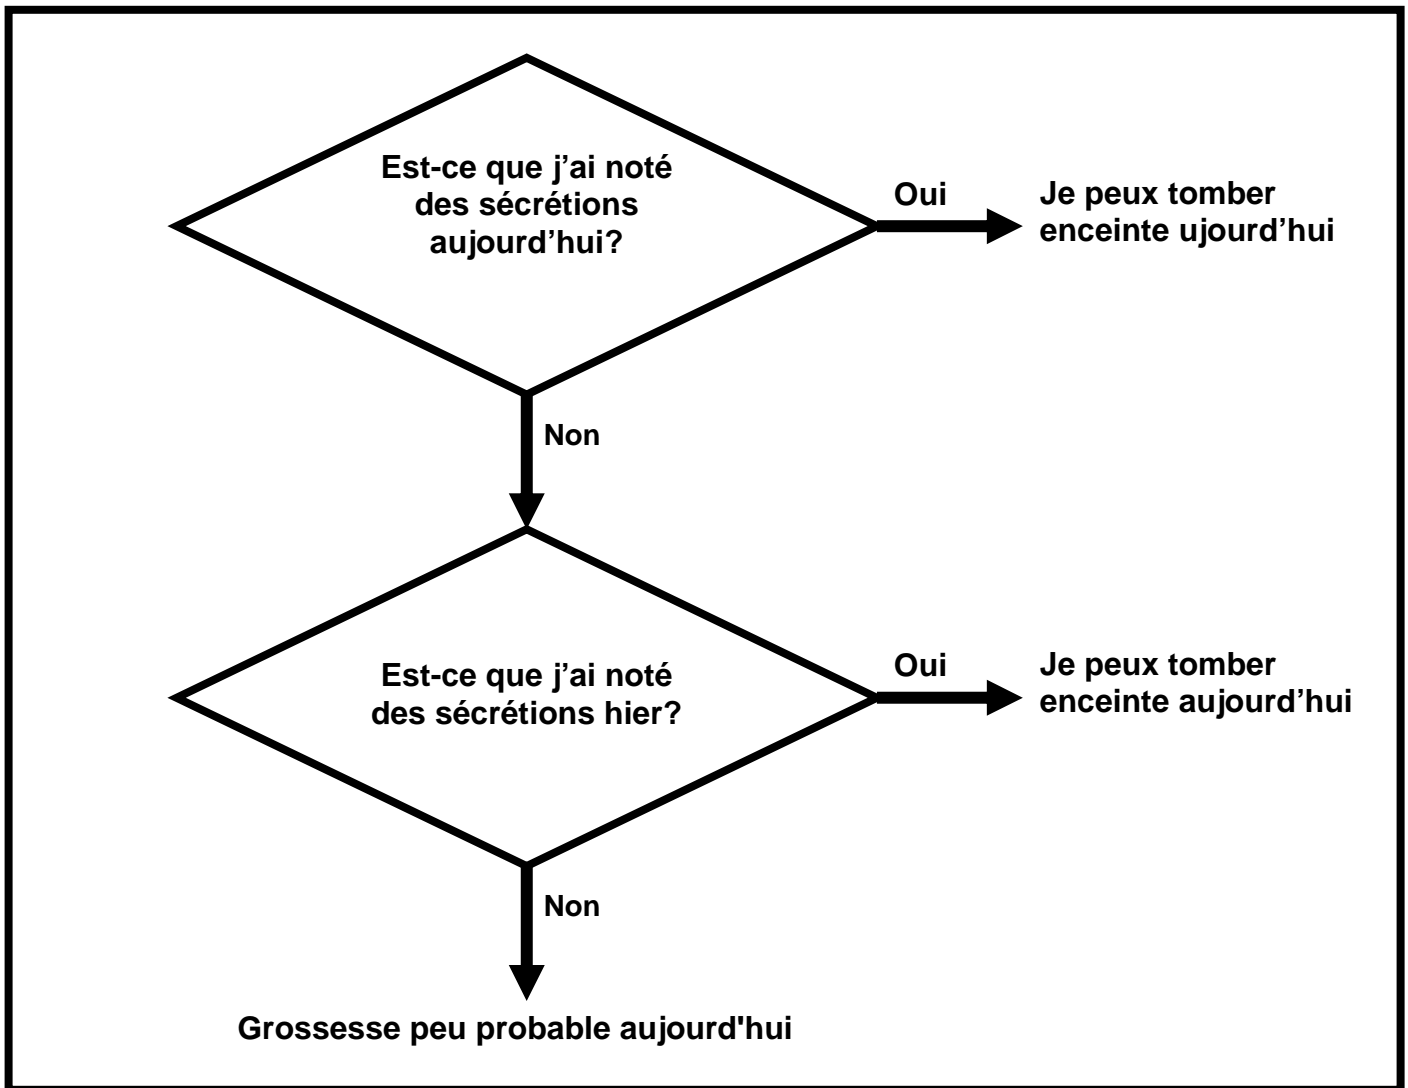 Est-ce que j’ai noté
des sécrétions
aujourd’hui?
Oui
Je peux tomber
enceinte ujourd’hui
Non
Est-ce que j’ai noté
des sécrétions hier?
Oui
Je peux tomber
enceinte aujourd’hui
Non
Grossesse peu probable aujourd'hui